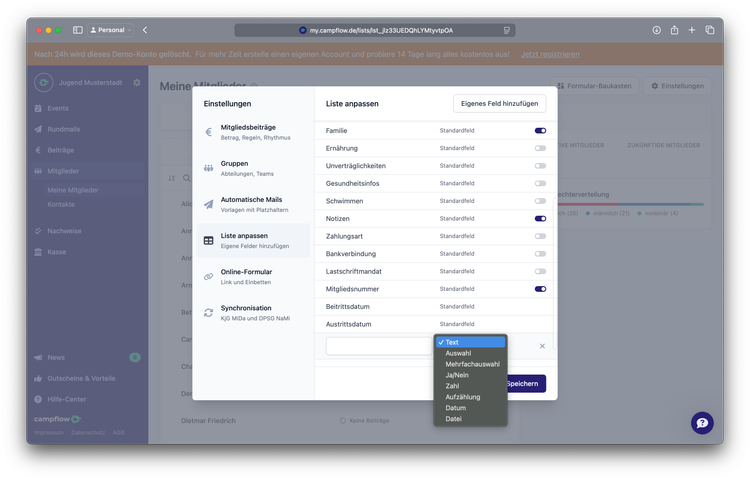 Personal
my.campflow.de/lists/lst_jlz33UEDQhLYMtyvtpOA
Nach 24h wird dieses Demo-Konto gelöscht. Für mehr Zeit erstelle einen eigenen Account und probiere 14 Tage lang alles kostenlos aus! Jetzt registrieren
Jugend Musterstadt
Events
Rundmails
Beiträge
Mitglieder
Meine Mitglieder
Kontakte
Nachweise
Kasse
News
6
Gutscheine & Vorteile
Hilfe-Center
campflow
Impressum Datenschutz AGB
Meine Mitglieder
Formular-Baukasten
Einstellungen
ZUKÜNFTIGE MITGLIEDER
männlich (21)
Dietmar Friedrich
Keine Beiträge
Einstellungen
Mitgliedsbeiträge
Betrag, Regeln, Rhythmus
Gruppen
Abteilungen, Teams
Automatische Mails
Vorlagen mit Platzhaltern
Liste anpassen
Eigene Felder hinzufügen
Online-Formular
Link und Einbetten
Synchronisation
KjG MiDa und DPSG NaMi
Liste anpassen
Eigenes Feld hinzufügen
Familie Standardfeld
Ernährung Standardfeld
Unverträglichkeiten Standardfeld
Gesundheitsinfos Standardfeld
Schwimmen Standardfeld
Notizen Standardfeld
Zahlungsart Standardfeld
Bankverbindung Standardfeld
Lastschriftmandat Standardfeld
Mitgliedsnummer Standardfeld
Beitrittsdatum Standardfeld
Austrittsdatum Standardfeld
Text
Auswahl
Mehrfachauswahl
Ja/Nein
Zahl
Aufzählung
Datum
Datei
Speichern